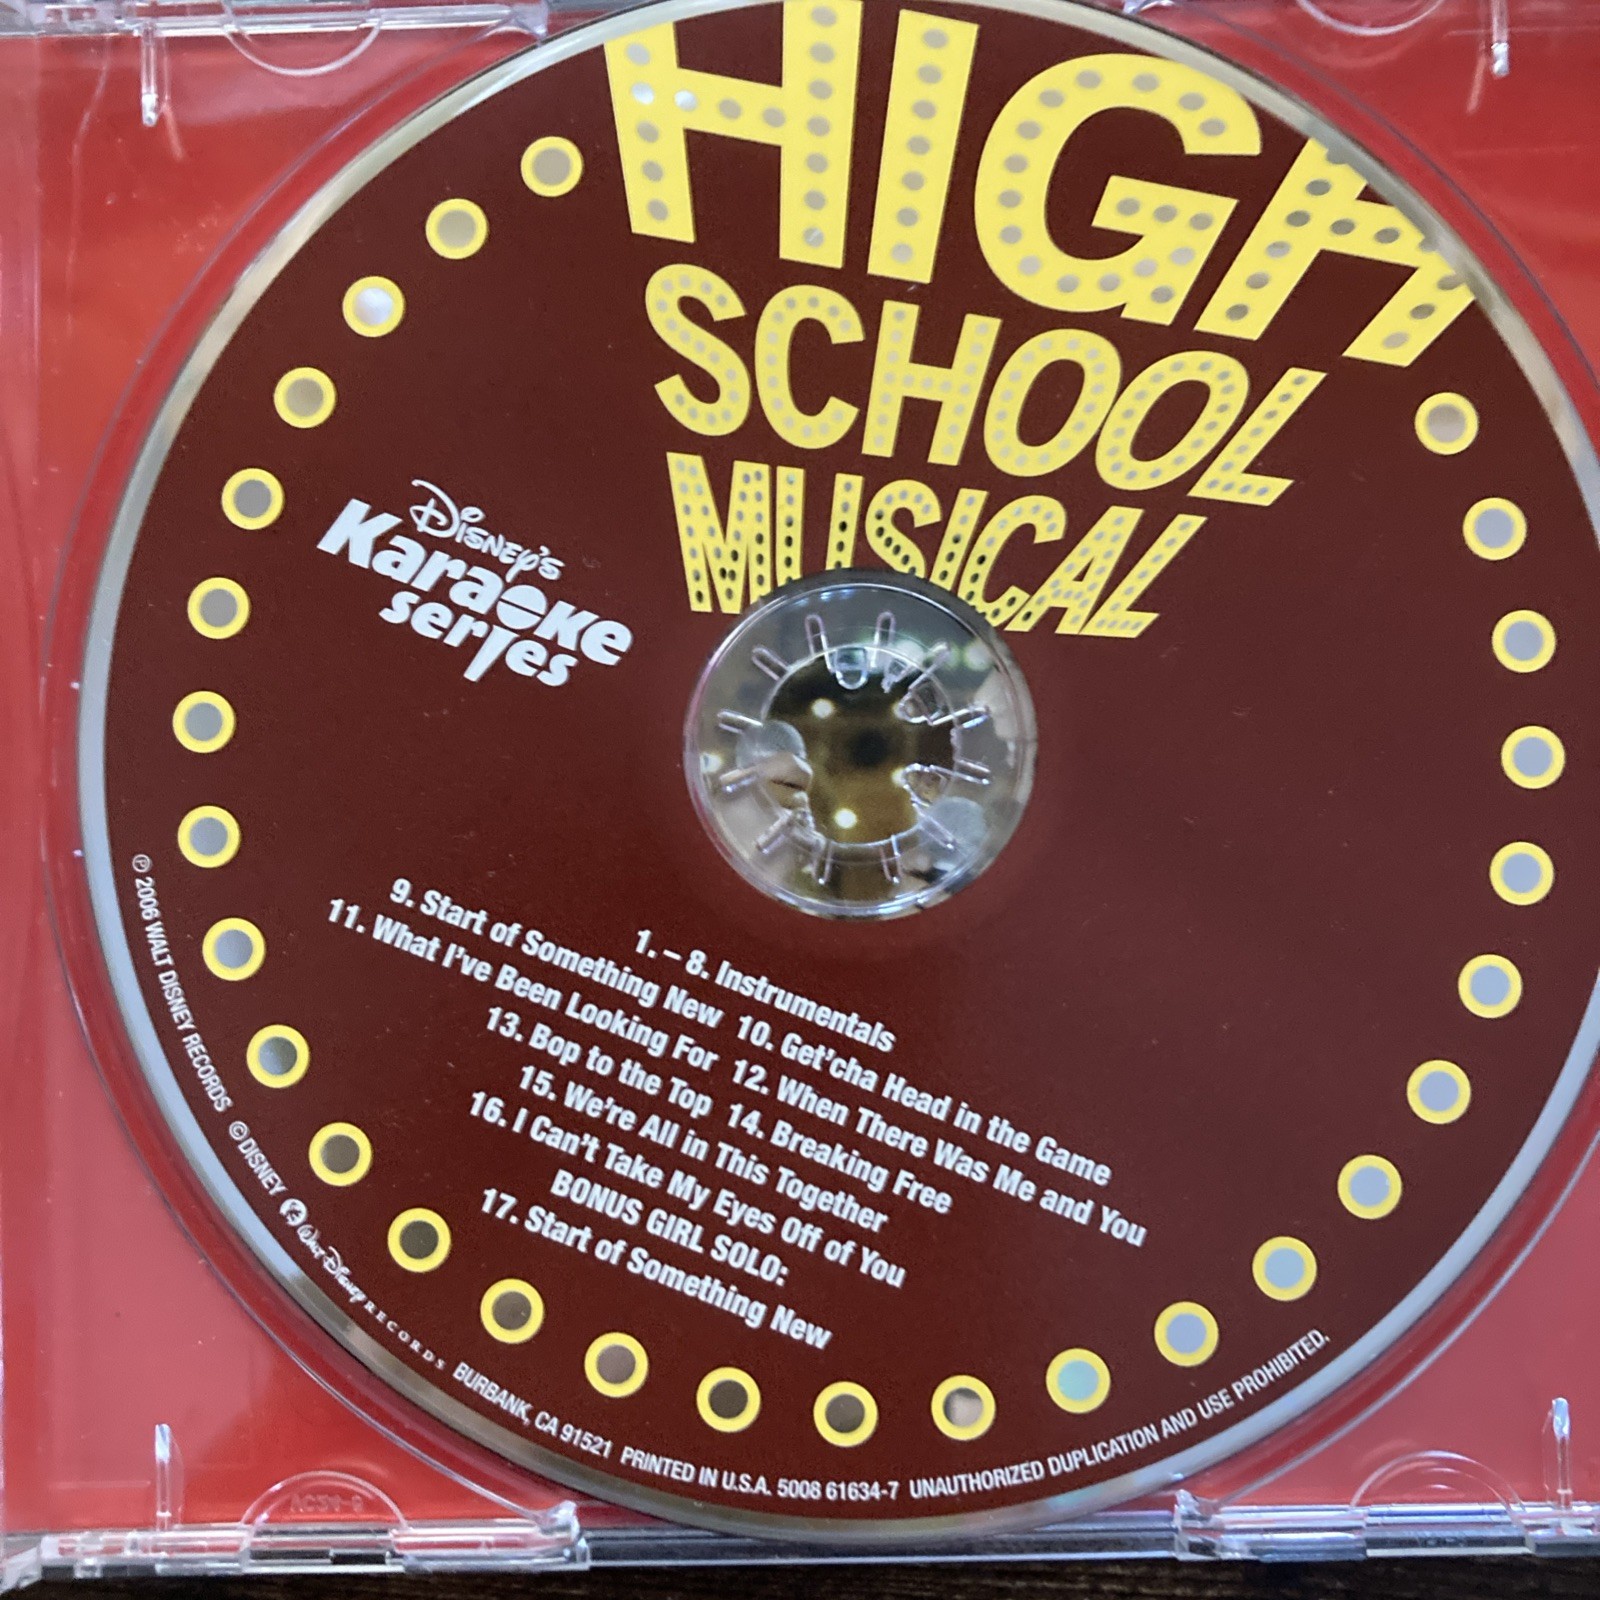 HIGH
SCHOOL
MUSICAL
Disney's
Karaoke
series
1. – 8. Instrumentals
9. Start of Something New 10. Get'cha Head in the Game
11. What I've Been Looking For 12. When There Was Me and You
13. Bop to the Top 14. Breaking Free
15. We're All in This Together
16. I Can't Take My Eyes Off of You
BONUS GIRL SOLO:
17. Start of Something New
℗ 2006 WALT DISNEY RECORDS © DISNEY Walt Disney RECORDS BURBANK, CA 91521 PRINTED IN U.S.A. 5008 61634-7 UNAUTHORIZED DUPLICATION AND USE PROHIBITED.